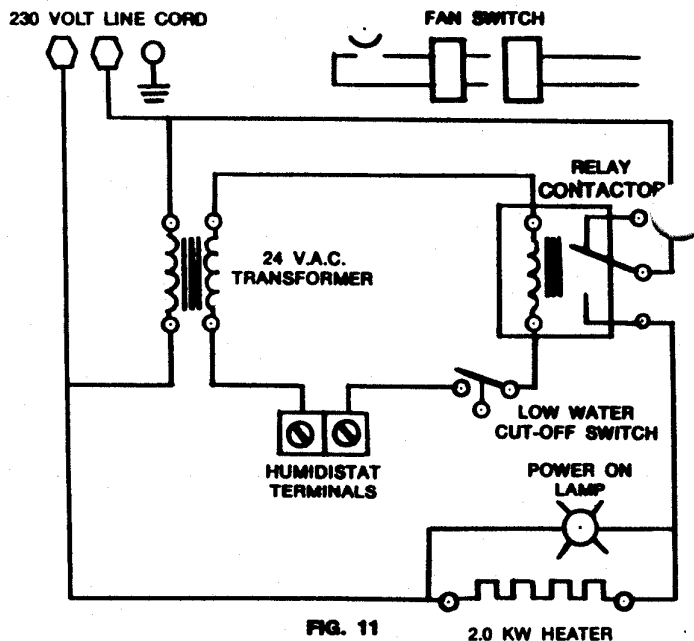 230 VOLT LINE CORD
FAN SWITCH
RELAY
CONTACTOR
24 V.A.C.
TRANSFORMER
LOW WATER
CUT-OFF SWITCH
HUMIDISTAT
TERMINALS
POWER ON
LAMP
FIG. 11
2.0 KW HEATER